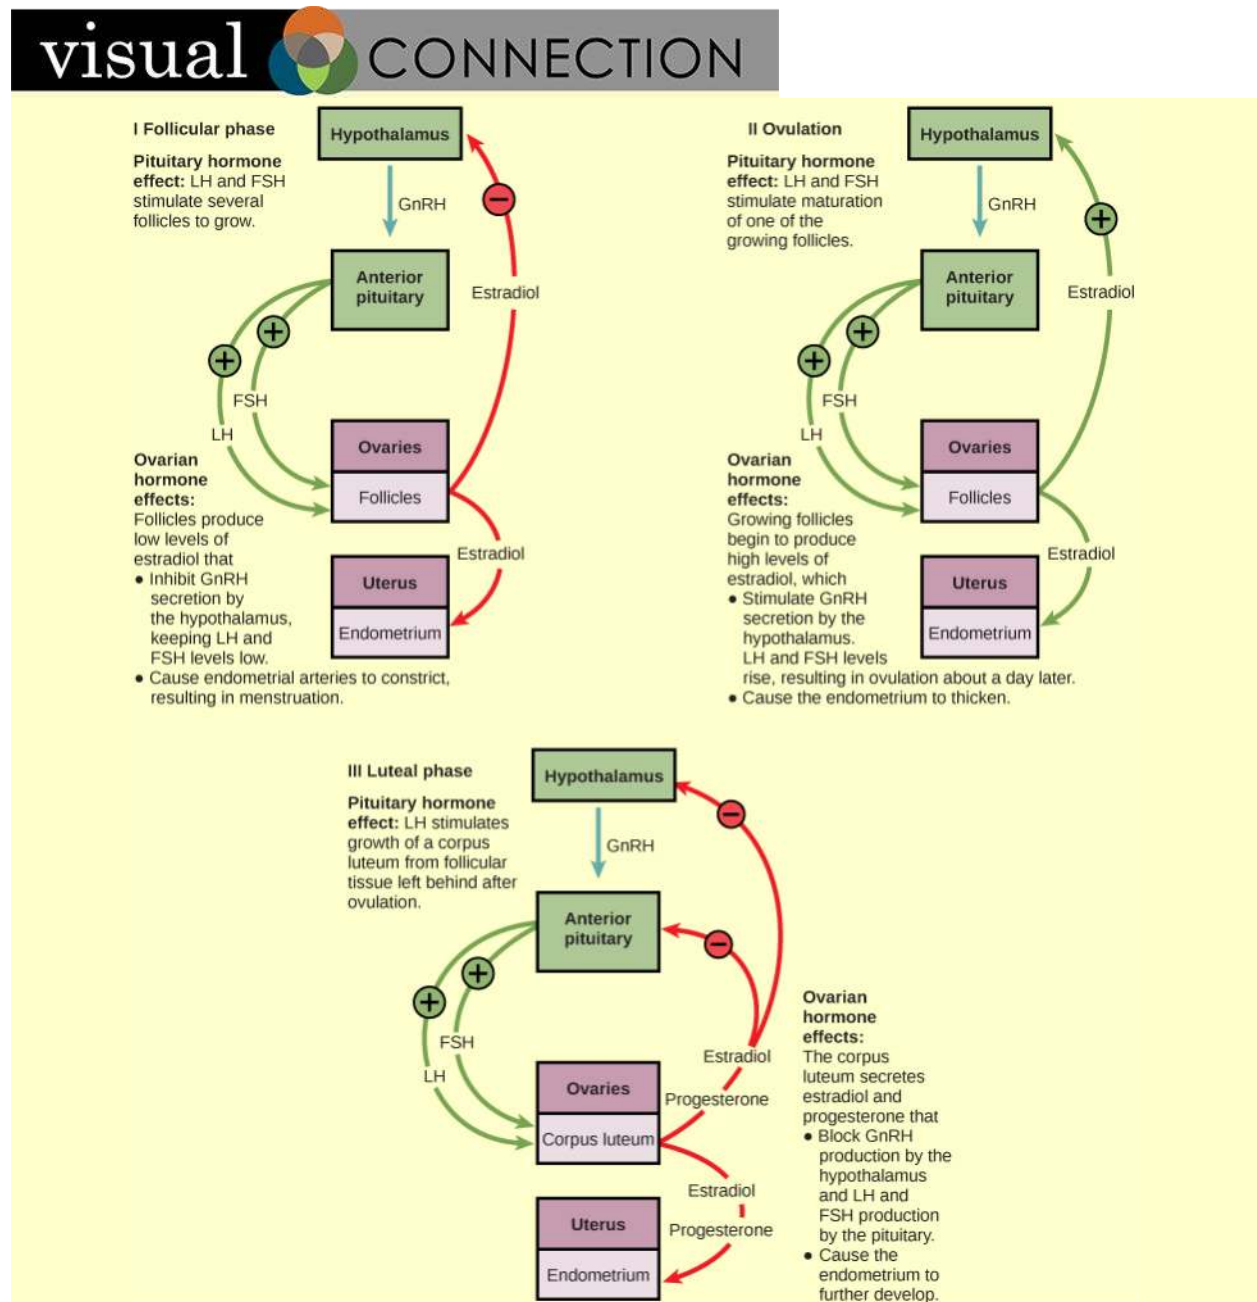 visual CONNECTION
I Follicular phase
Pituitary hormone
effect: LH and FSH
stimulate several
follicles to grow.
Hypothalamus
GnRH
Anterior
pituitary
Estradiol
FSH
LH
Ovaries
Follicles
Estradiol
Uterus
Endometrium
Ovarian
hormone
effects:
Follicles produce
low levels of
estradiol that
● Inhibit GnRH
secretion by
the hypothalamus,
keeping LH and
FSH levels low.
● Cause endometrial arteries to constrict,
resulting in menstruation.
II Ovulation
Pituitary hormone
effect: LH and FSH
stimulate maturation
of one of the
growing follicles.
Hypothalamus
GnRH
Anterior
pituitary
Estradiol
FSH
LH
Ovaries
Follicles
Estradiol
Uterus
Endometrium
Ovarian
hormone
effects:
Growing follicles
begin to produce
high levels of
estradiol, which
● Stimulate GnRH
secretion by the
hypothalamus.
LH and FSH levels
rise, resulting in ovulation about a day later.
● Cause the endometrium to thicken.
III Luteal phase
Pituitary hormone
effect: LH stimulates
growth of a corpus
luteum from follicular
tissue left behind after
ovulation.
Hypothalamus
GnRH
Anterior
pituitary
FSH
LH
Estradiol
Progesterone
Ovaries
Corpus luteum
Estradiol
Progesterone
Uterus
Endometrium
Ovarian
hormone
effects:
The corpus
luteum secretes
estradiol and
progesterone that
● Block GnRH
production by the
hypothalamus
and LH and
FSH production
by the pituitary.
● Cause the
endometrium to
further develop.